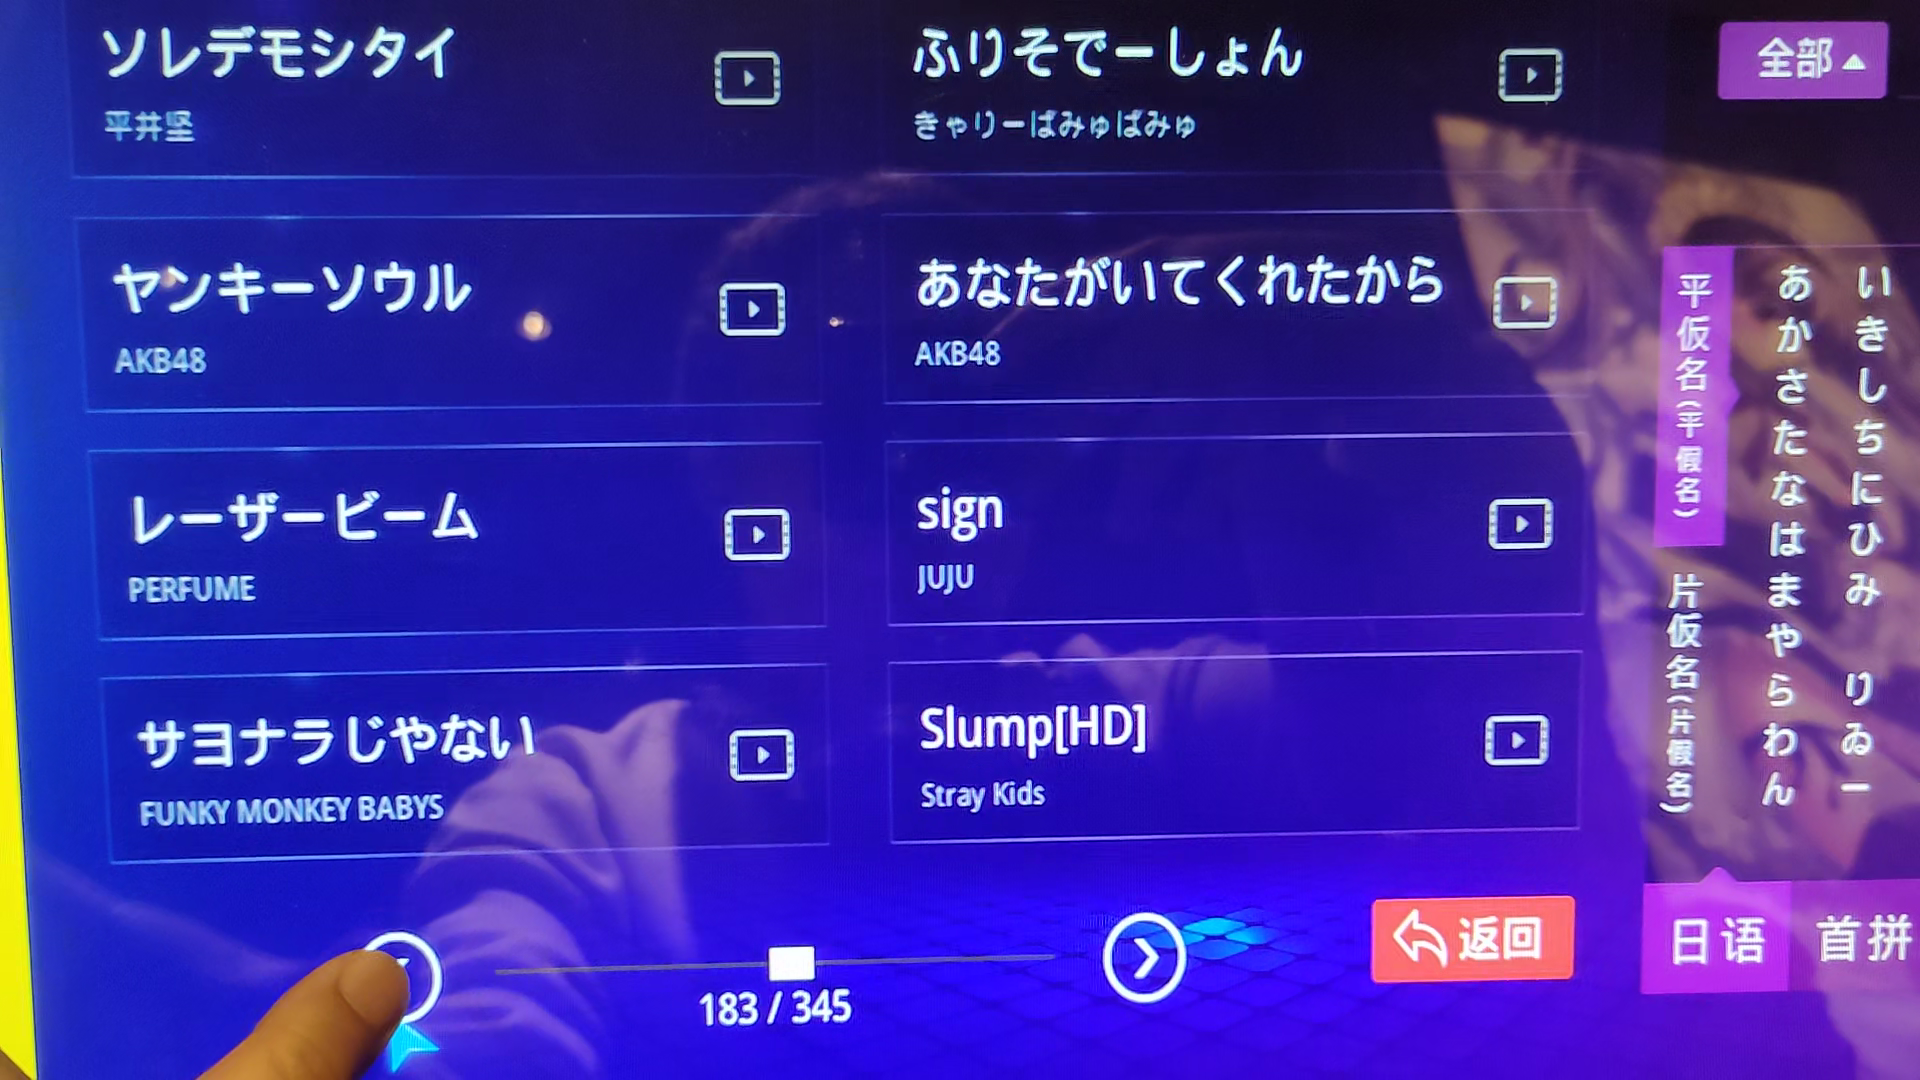 ソレデモシタイ
平井坚
ふりそでーしょん
きゃりーぱみゅぱみゅ
ヤンキーソウル
AKB48
あなたがいてくれたから
AKB48
レーザービーム
PERFUME
sign
JUJU
サヨナラじゃない
FUNKY MONKEY BABYS
Slump[HD]
Stray Kids
183 / 345
返回
全部
平仮名(平假名)
片仮名(片假名)
あかさたなはまやらわん
いきしちにひみ りゐー
日语
首拼